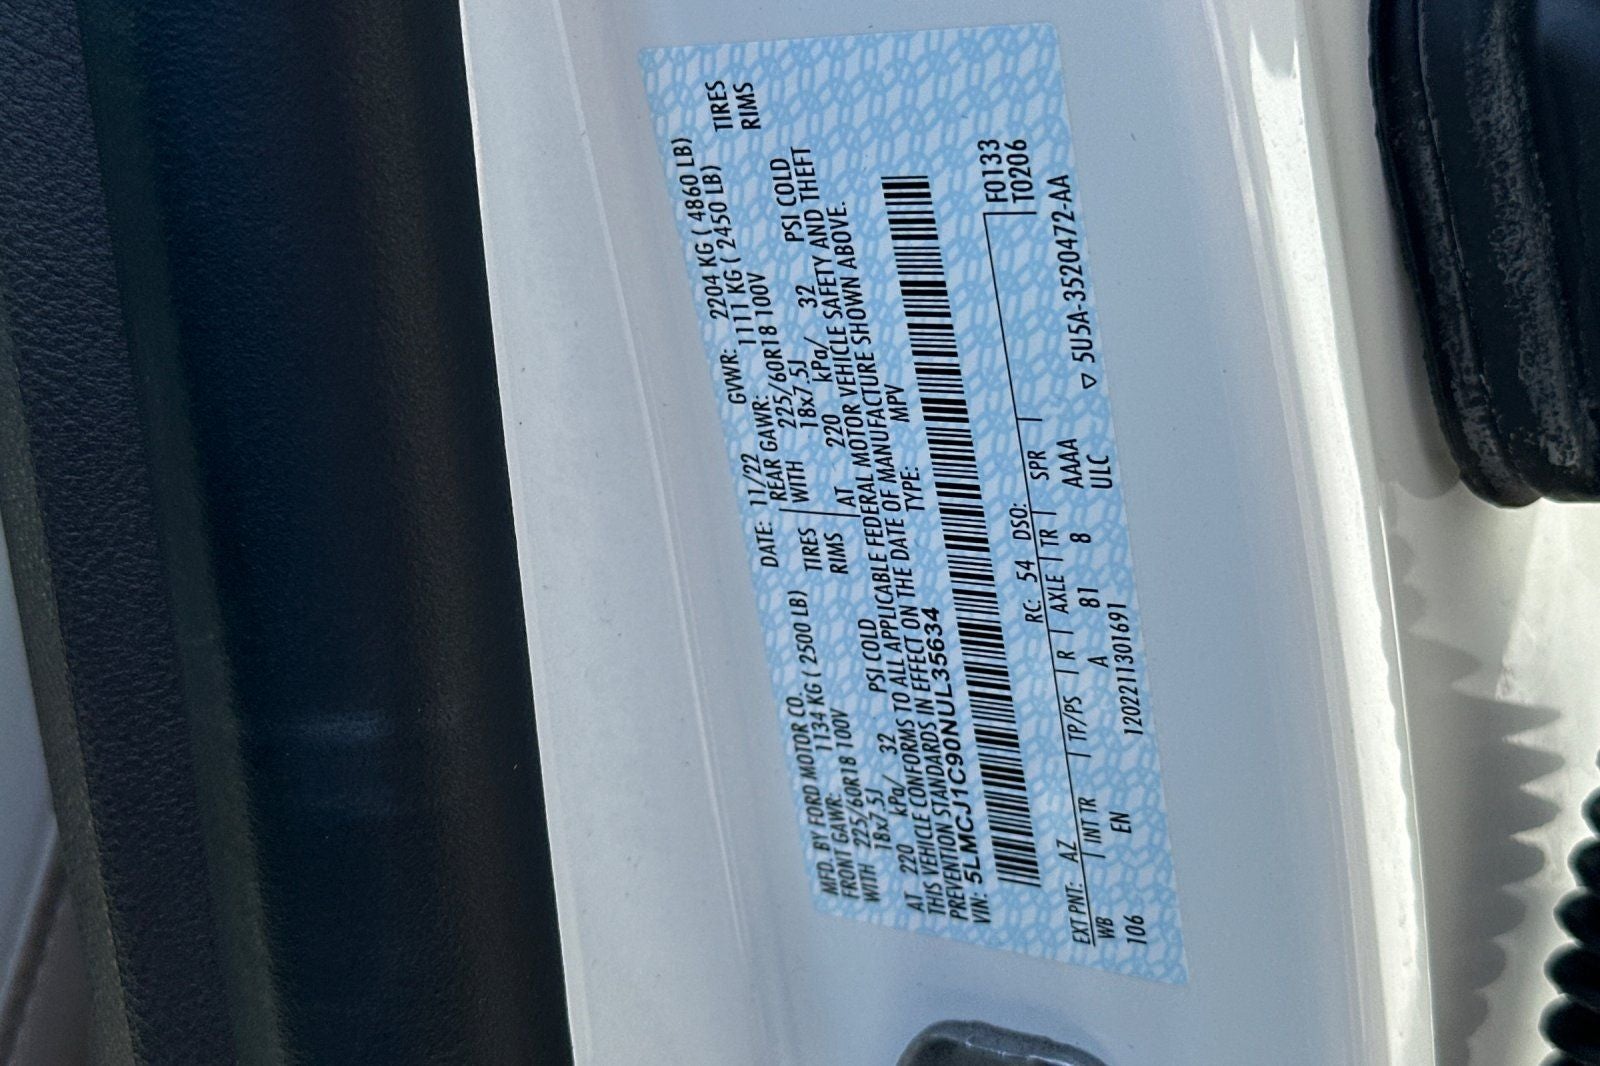 MFD. BY FORD MOTOR CO.
DATE: 11/22 GVWR: 2204 KG ( 4860 LB)
FRONT GAWR: 1134 KG ( 2500 LB) REAR GAWR: 1111 KG ( 2450 LB)
WITH 225/60R18 100V TIRES WITH 225/60R18 100V TIRES
18x7.5J RIMS 18x7.5J RIMS
AT 220 kPa/ 32 PSI COLD AT 220 kPa/ 32 PSI COLD
THIS VEHICLE CONFORMS TO ALL APPLICABLE FEDERAL MOTOR VEHICLE SAFETY AND THEFT
PREVENTION STANDARDS IN EFFECT ON THE DATE OF MANUFACTURE SHOWN ABOVE.
VIN: 5LMCJ1C90NUL35634 TYPE: MPV
F0133
T0206
EXT PNT: AZ RC: 54 DSO:
WB INT TR TP/PS R AXLE TR SPR
106 EN A 81 8 AAAA
ULC
1202211301691 ▽ 5U5A-3520472-AA